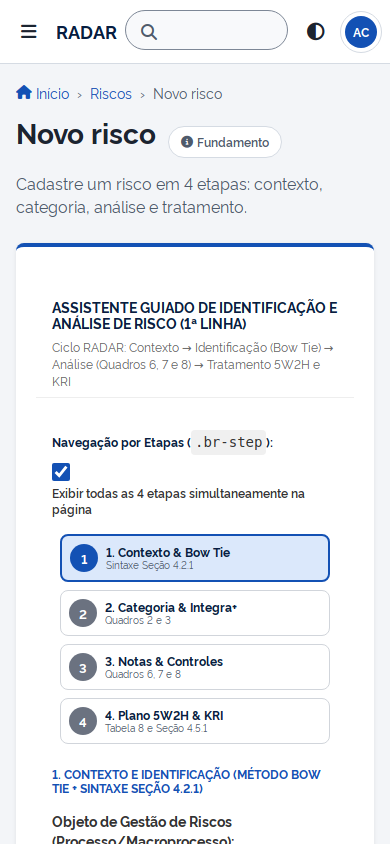 RADAR
AC
Início › Riscos › Novo risco
Novo risco
Fundamento
Cadastre um risco em 4 etapas: contexto,
categoria, análise e tratamento.
ASSISTENTE GUIADO DE IDENTIFICAÇÃO E
ANÁLISE DE RISCO (1ª LINHA)
Ciclo RADAR: Contexto → Identificação (Bow Tie) →
Análise (Quadros 6, 7 e 8) → Tratamento 5W2H e
KRI
Navegação por Etapas (.br-step):
Exibir todas as 4 etapas simultaneamente na
página
1
1. Contexto & Bow Tie
Sintaxe Seção 4.2.1
2
2. Categoria & Integra+
Quadros 2 e 3
3
3. Notas & Controles
Quadros 6, 7 e 8
4
4. Plano 5W2H & KRI
Tabela 8 e Seção 4.5.1
1. CONTEXTO E IDENTIFICAÇÃO (MÉTODO BOW
TIE + SINTAXE SEÇÃO 4.2.1)
Objeto de Gestão de Riscos
(Processo/Macroprocesso):